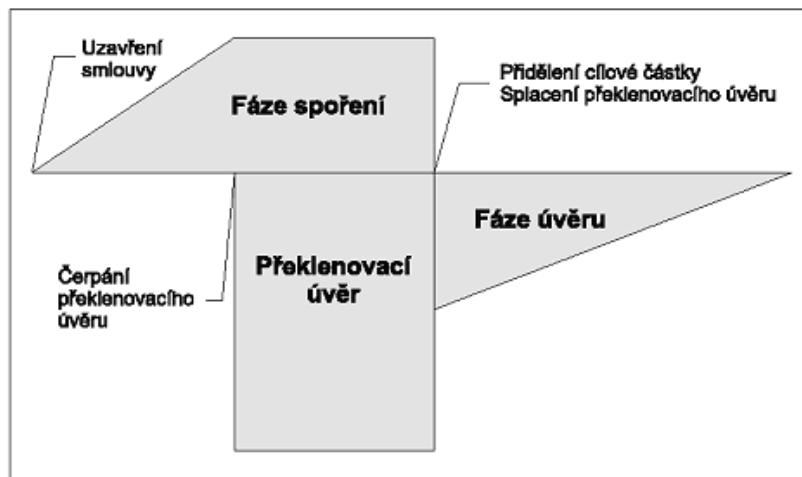 Uzavření
smlouvy
Fáze spoření
Přidělení cílové částky
Splacení překlenovacího úvěru
Fáze úvěru
Překlenovací
úvěr
Čerpání
překlenovacího
úvěru